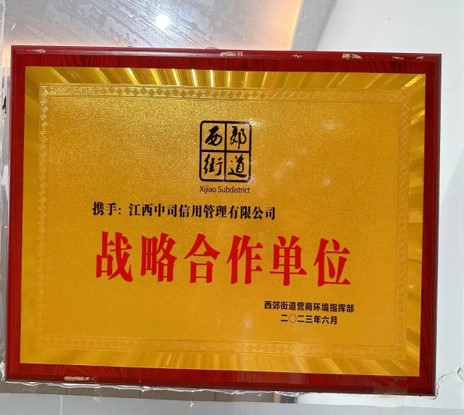 西郊
街道
Xijiao Subdistrict
携手：江西中司信用管理有限公司
战略合作单位
西郊街道营商环境指挥部
二〇二三年六月